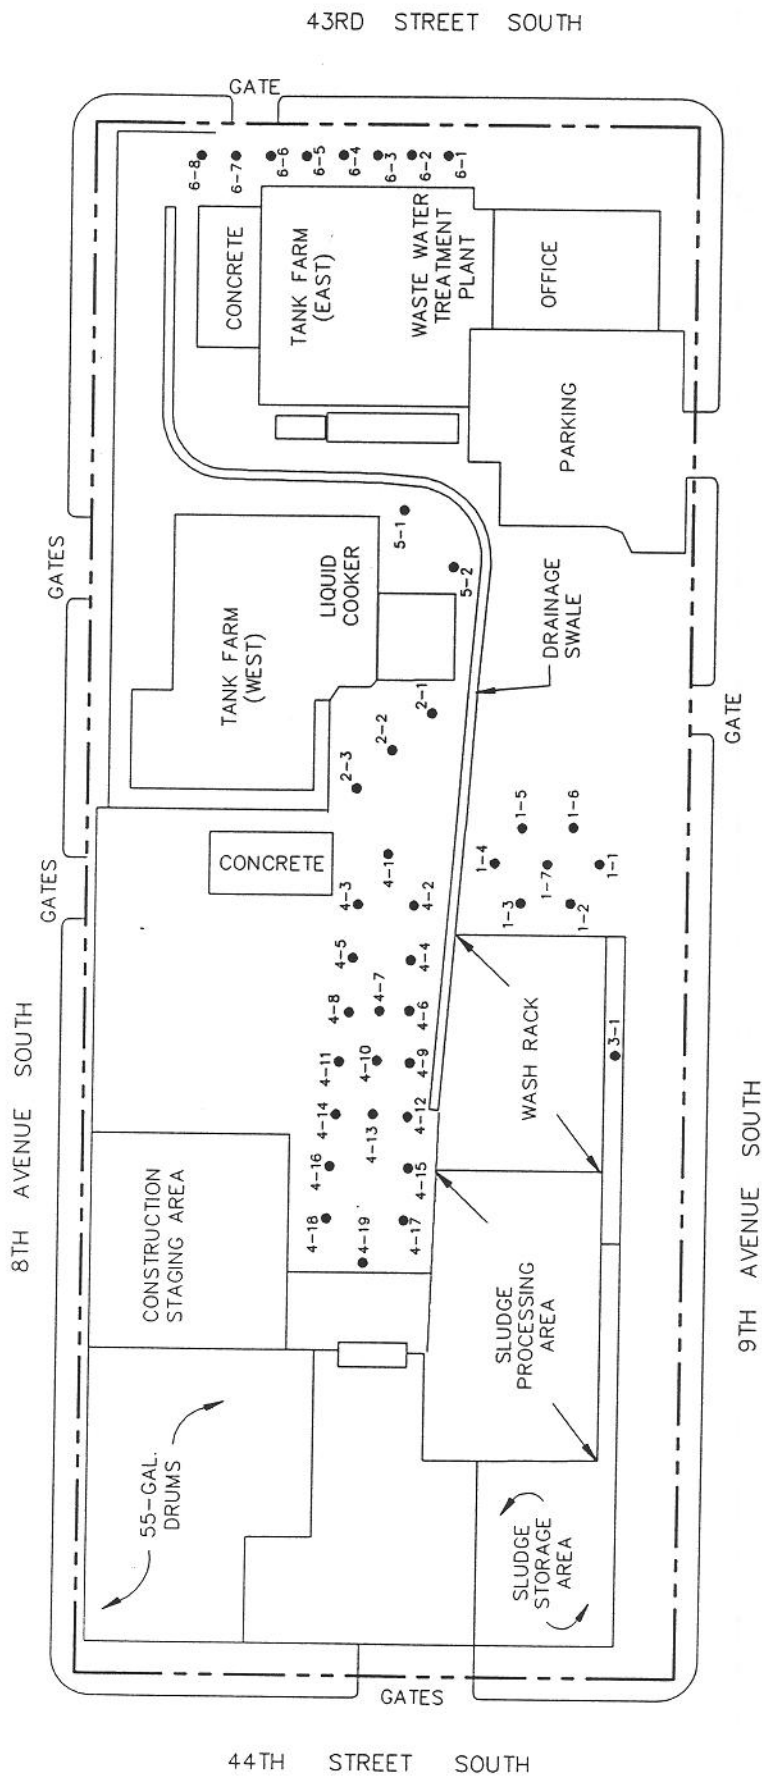 43RD STREET SOUTH
GATE
6-8
6-7
6-6
6-5
6-4
6-3
6-2
6-1
CONCRETE
TANK FARM
(EAST)
WASTE WATER
TREATMENT
PLANT
OFFICE
PARKING
GATES
5-1
5-2
LIQUID
COOKER
TANK FARM
(WEST)
DRAINAGE
SWALE
2-1
2-2
2-3
GATE
1-5
1-6
1-4
1-7
1-1
1-3
1-2
CONCRETE
GATES
4-1
4-3
4-2
4-5
4-4
4-7
4-8
4-6
4-11
4-10
4-9
4-14
4-13
4-12
4-16
4-15
4-18
4-19
4-17
WASH RACK
3-1
8TH AVENUE SOUTH
9TH AVENUE SOUTH
CONSTRUCTION
STAGING AREA
SLUDGE
PROCESSING
AREA
55-GAL.
DRUMS
SLUDGE
STORAGE
AREA
GATES
44TH STREET SOUTH